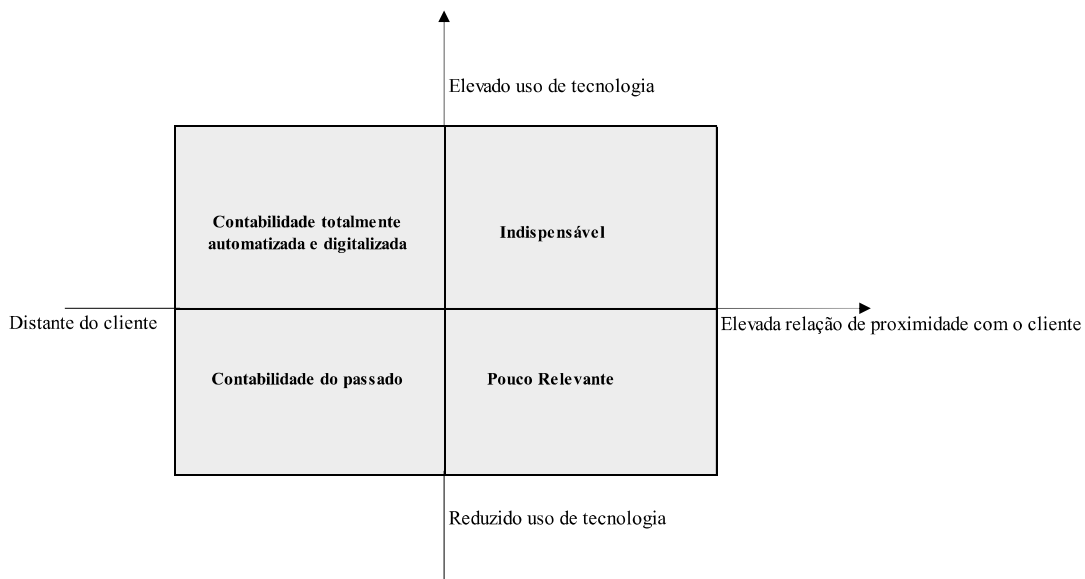 Elevado uso de tecnologia
Contabilidade totalmente
automatizada e digitalizada
Indispensável
Distante do cliente
Elevada relação de proximidade com o cliente
Contabilidade do passado
Pouco Relevante
Reduzido uso de tecnologia